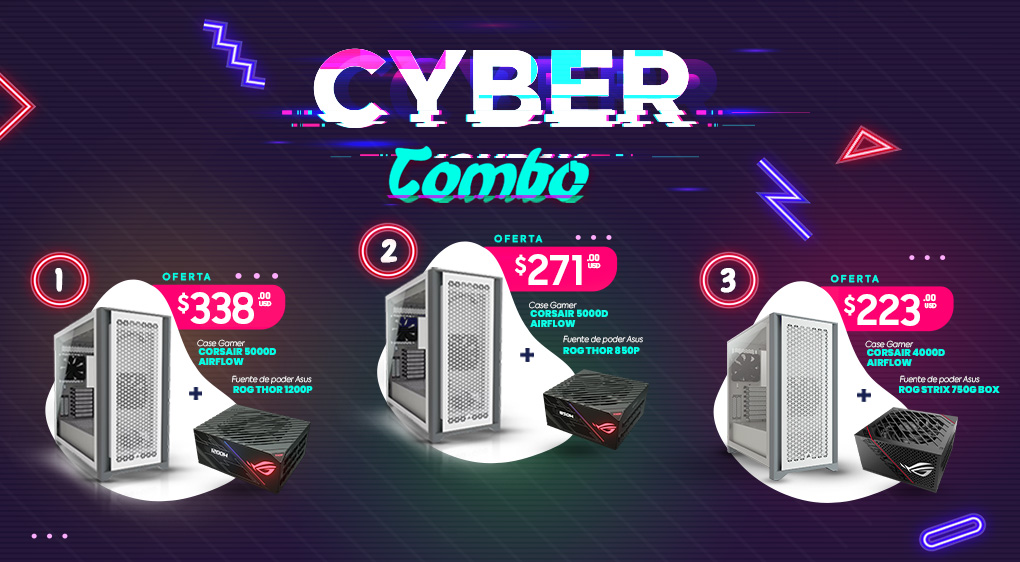 CYBER
Combo
1
OFERTA
$338.00 USD
Case Gamer
CORSAIR 5000D
AIRFLOW
+
Fuente de poder Asus
ROG THOR 1200P
1200W
2
OFERTA
$271.00 USD
Case Gamer
CORSAIR 5000D
AIRFLOW
+
Fuente de poder Asus
ROG THOR 850P
850W
3
OFERTA
$223.00 USD
Case Gamer
CORSAIR 4000D
AIRFLOW
+
Fuente de poder Asus
ROG STRIX 750G BOX